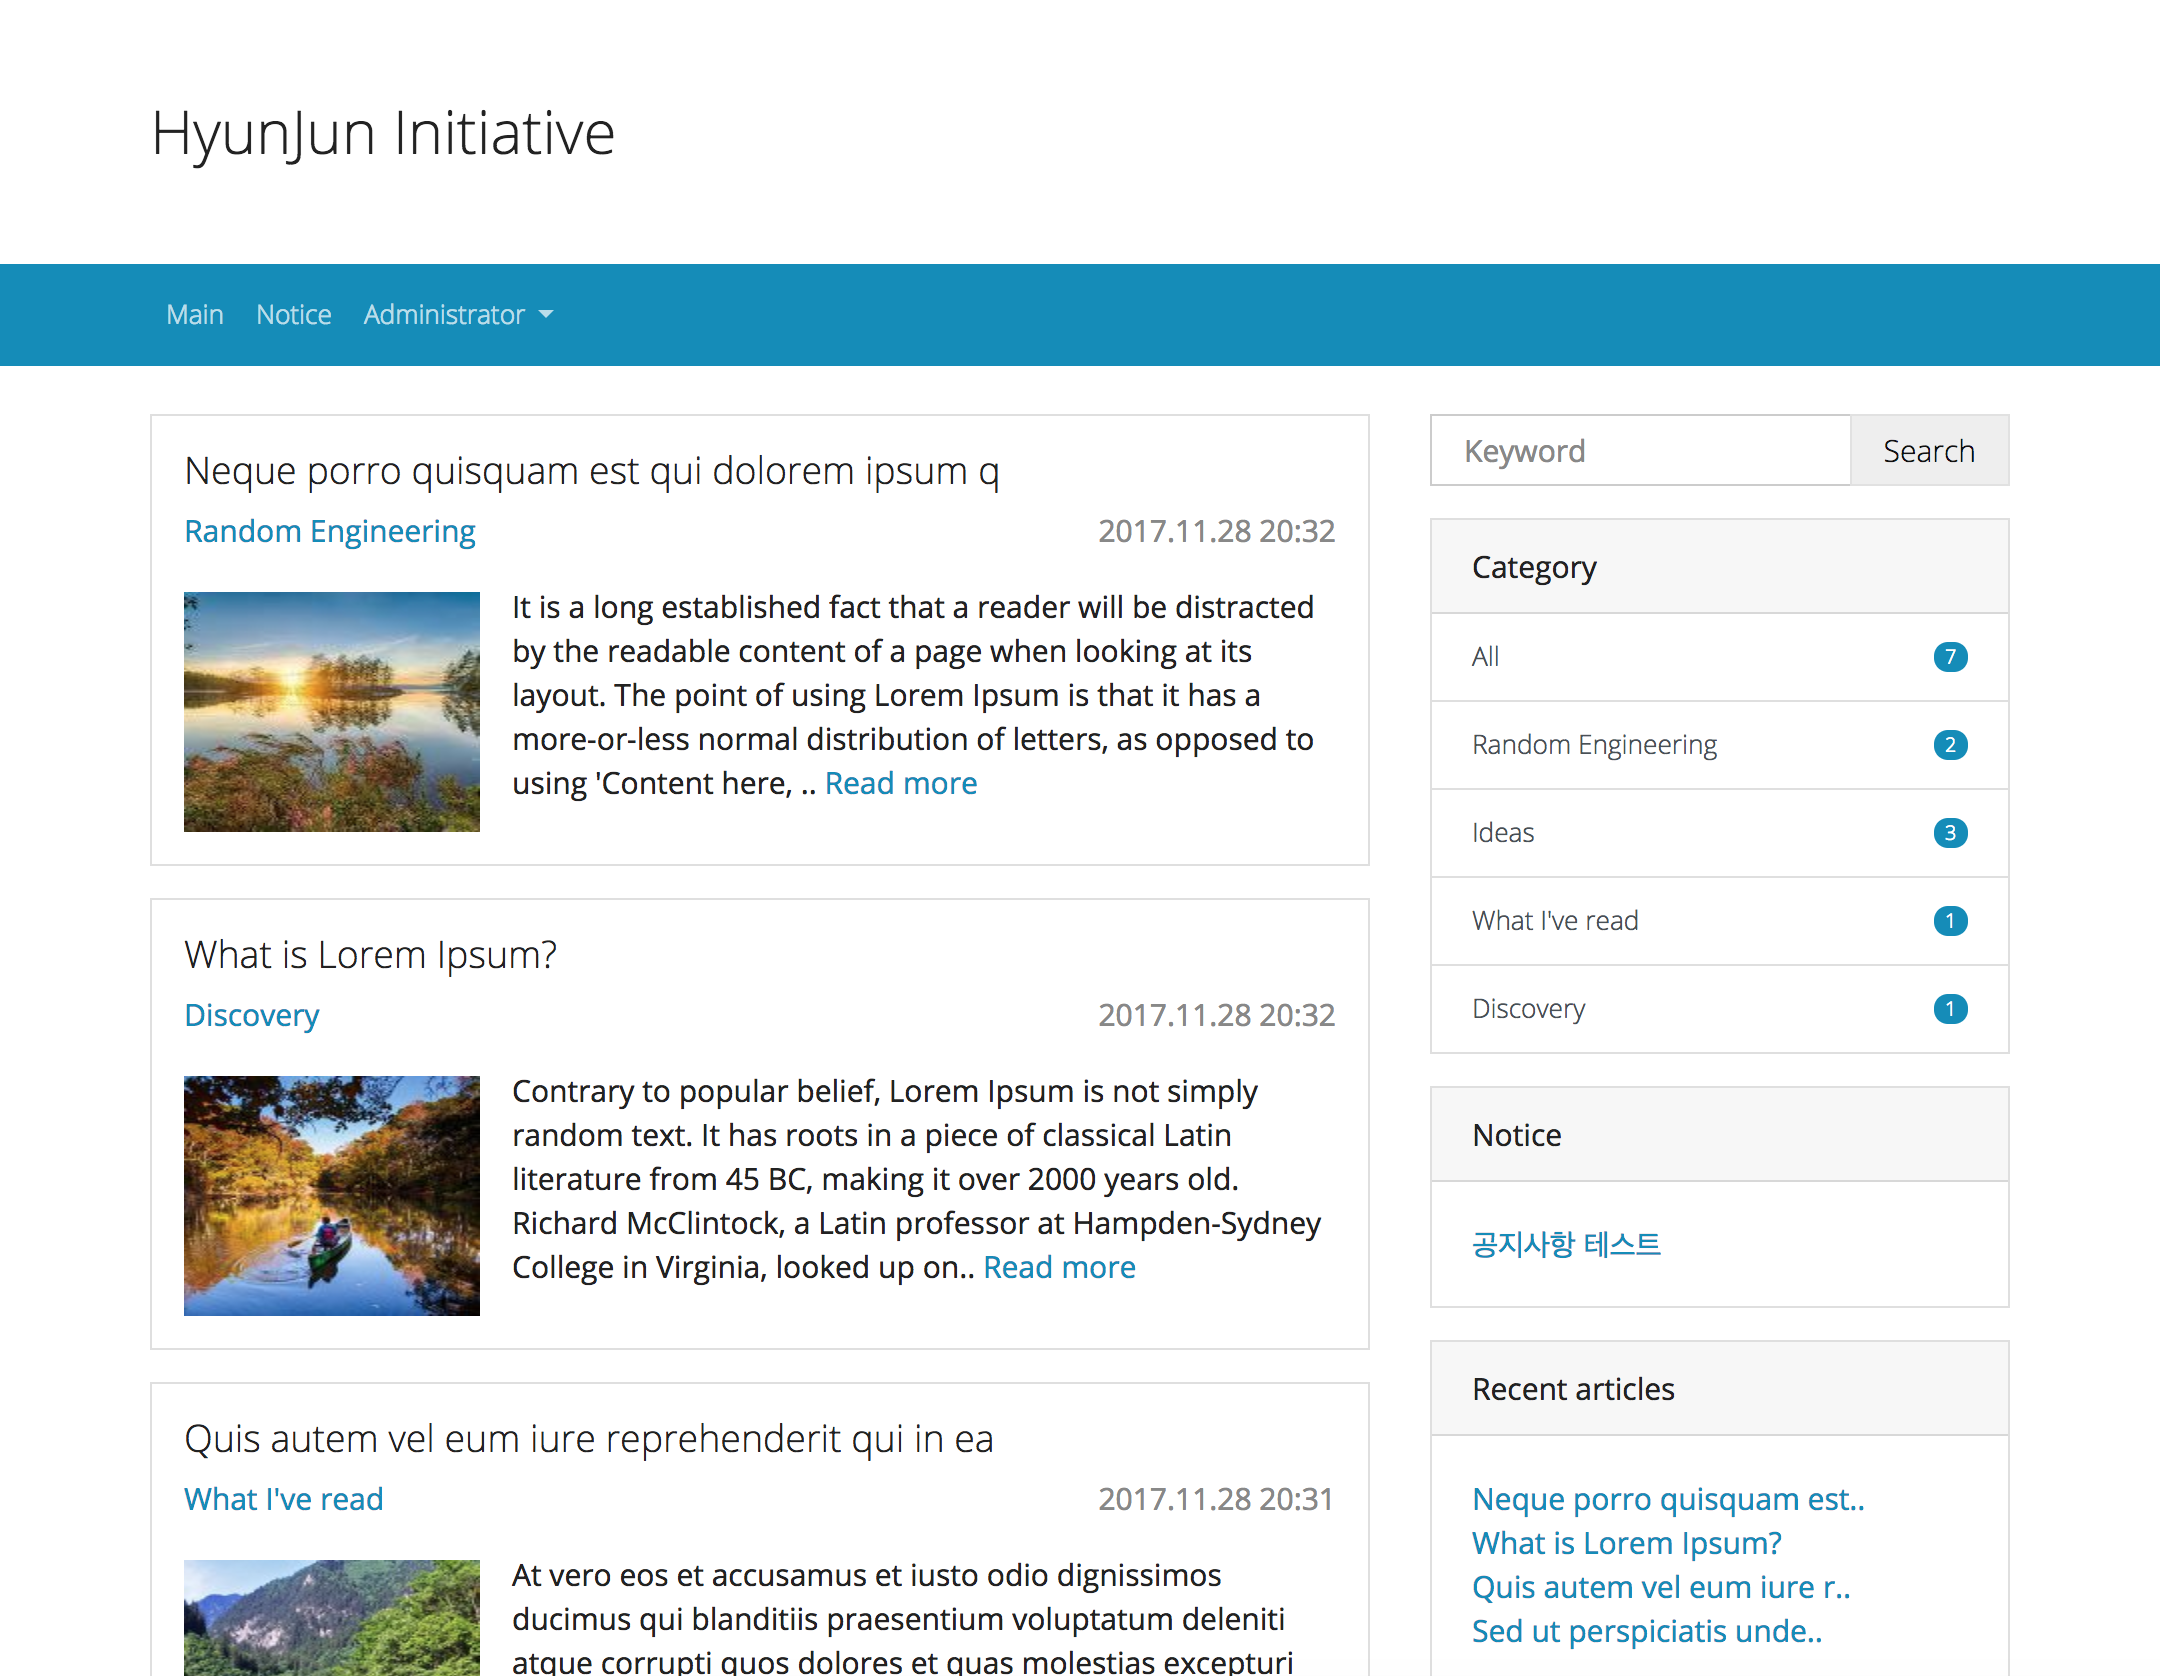 HyunJun Initiative
Main Notice Administrator
Neque porro quisquam est qui dolorem ipsum q
Random Engineering 2017.11.28 20:32
It is a long established fact that a reader will be distracted
by the readable content of a page when looking at its
layout. The point of using Lorem Ipsum is that it has a
more-or-less normal distribution of letters, as opposed to
using 'Content here, .. Read more
What is Lorem Ipsum?
Discovery 2017.11.28 20:32
Contrary to popular belief, Lorem Ipsum is not simply
random text. It has roots in a piece of classical Latin
literature from 45 BC, making it over 2000 years old.
Richard McClintock, a Latin professor at Hampden-Sydney
College in Virginia, looked up on.. Read more
Quis autem vel eum iure reprehenderit qui in ea
What I've read 2017.11.28 20:31
At vero eos et accusamus et iusto odio dignissimos
ducimus qui blanditiis praesentium voluptatum deleniti
atque corrupti quos dolores et quas molestias excepturi
Keyword Search
Category
All 7
Random Engineering 2
Ideas 3
What I've read 1
Discovery 1
Notice
공지사항 테스트
Recent articles
Neque porro quisquam est..
What is Lorem Ipsum?
Quis autem vel eum iure r..
Sed ut perspiciatis unde..